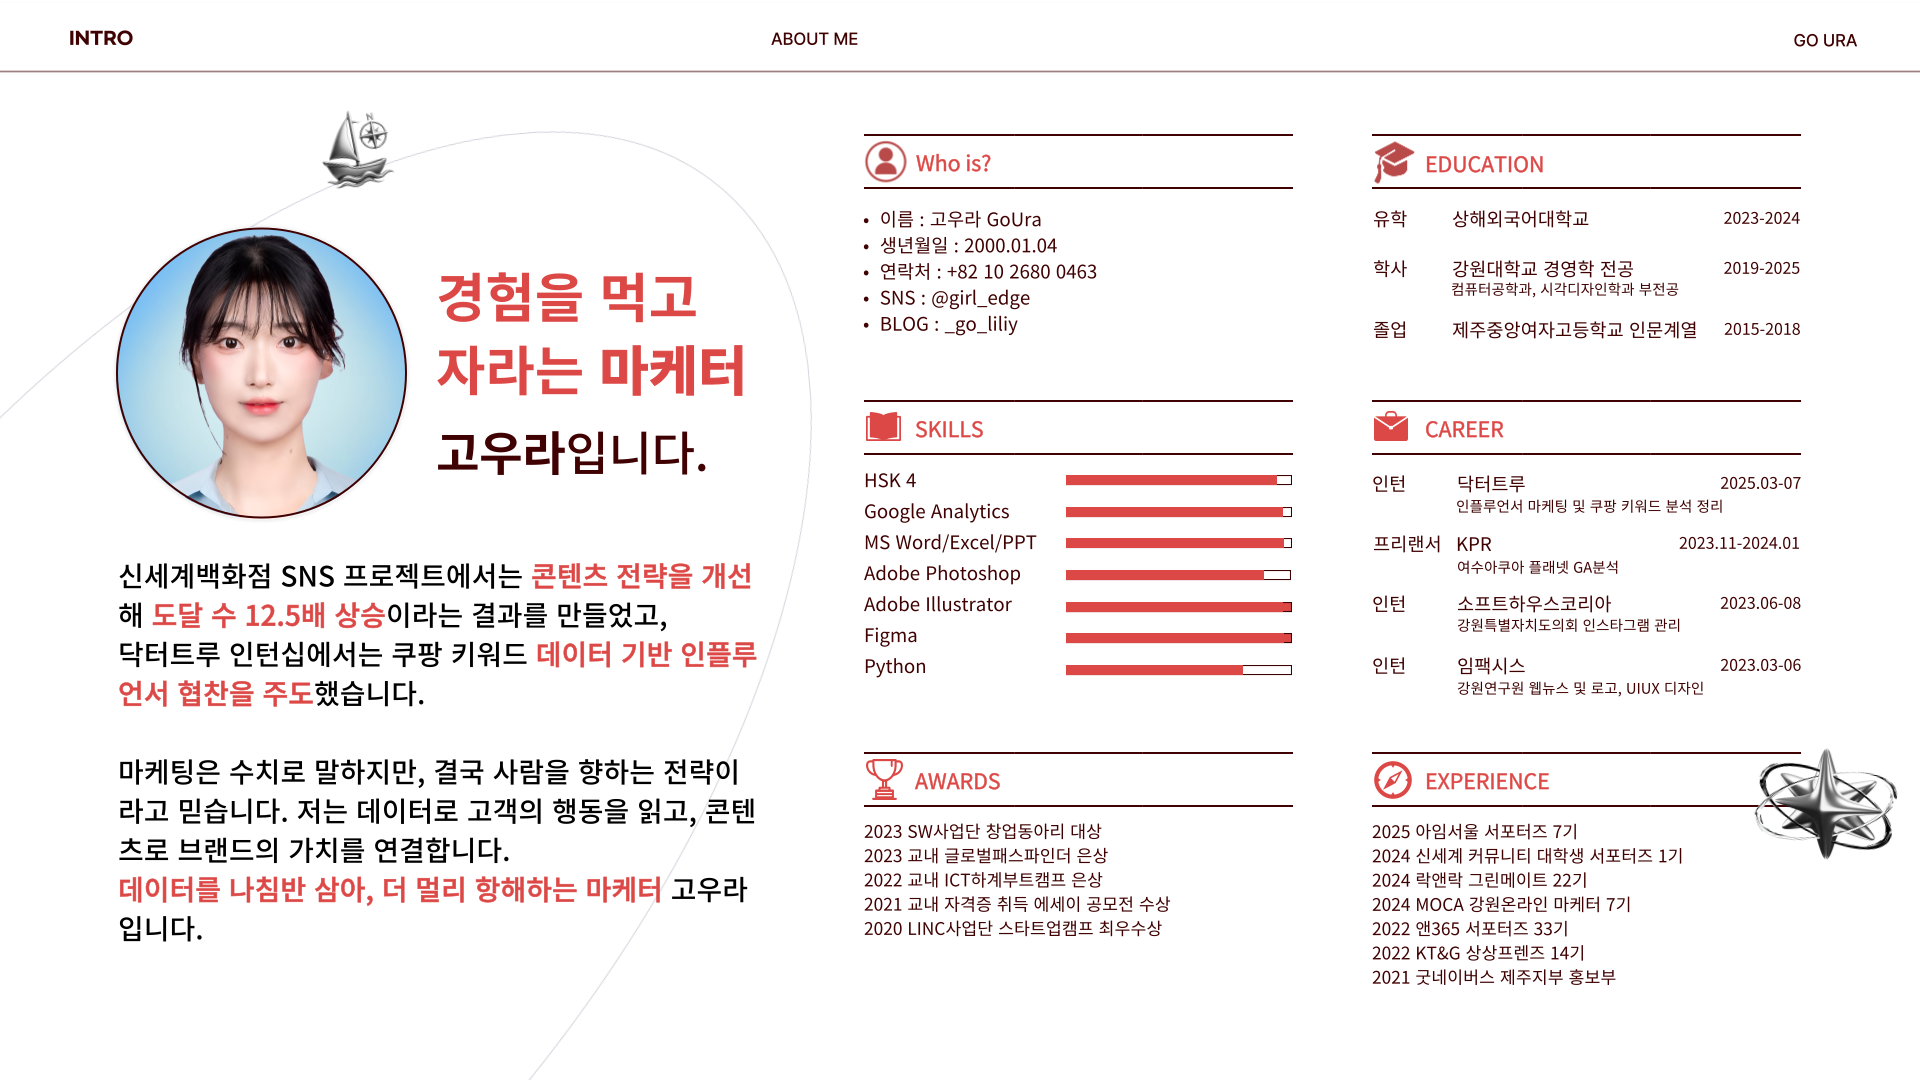 INTRO
ABOUT ME
GO URA
N
경험을 먹고
자라는 마케터
고우라입니다.
신세계백화점 SNS 프로젝트에서는 콘텐츠 전략을 개선
해 도달 수 12.5배 상승이라는 결과를 만들었고,
닥터트루 인턴십에서는 쿠팡 키워드 데이터 기반 인플루
언서 협찬을 주도했습니다.
마케팅은 수치로 말하지만, 결국 사람을 향하는 전략이
라고 믿습니다. 저는 데이터로 고객의 행동을 읽고, 콘텐
츠로 브랜드의 가치를 연결합니다.
데이터를 나침반 삼아, 더 멀리 항해하는 마케터 고우라
입니다.
Who is?
• 이름 : 고우라 GoUra
• 생년월일 : 2000.01.04
• 연락처 : +82 10 2680 0463
• SNS : @girl_edge
• BLOG : _go_liliy
SKILLS
HSK 4
Google Analytics
MS Word/Excel/PPT
Adobe Photoshop
Adobe Illustrator
Figma
Python
AWARDS
2023 SW사업단 창업동아리 대상
2023 교내 글로벌패스파인더 은상
2022 교내 ICT하계부트캠프 은상
2021 교내 자격증 취득 에세이 공모전 수상
2020 LINC사업단 스타트업캠프 최우수상
EDUCATION
유학 상해외국어대학교 2023-2024
학사 강원대학교 경영학 전공 2019-2025
컴퓨터공학과, 시각디자인학과 부전공
졸업 제주중앙여자고등학교 인문계열 2015-2018
CAREER
인턴 닥터트루 2025.03-07
인플루언서 마케팅 및 쿠팡 키워드 분석 정리
프리랜서 KPR 2023.11-2024.01
여수아쿠아 플래넷 GA분석
인턴 소프트하우스코리아 2023.06-08
강원특별자치도의회 인스타그램 관리
인턴 임팩시스 2023.03-06
강원연구원 웹뉴스 및 로고, UIUX 디자인
EXPERIENCE
2025 아임서울 서포터즈 7기
2024 신세계 커뮤니티 대학생 서포터즈 1기
2024 락앤락 그린메이트 22기
2024 MOCA 강원온라인 마케터 7기
2022 앤365 서포터즈 33기
2022 KT&G 상상프렌즈 14기
2021 굿네이버스 제주지부 홍보부